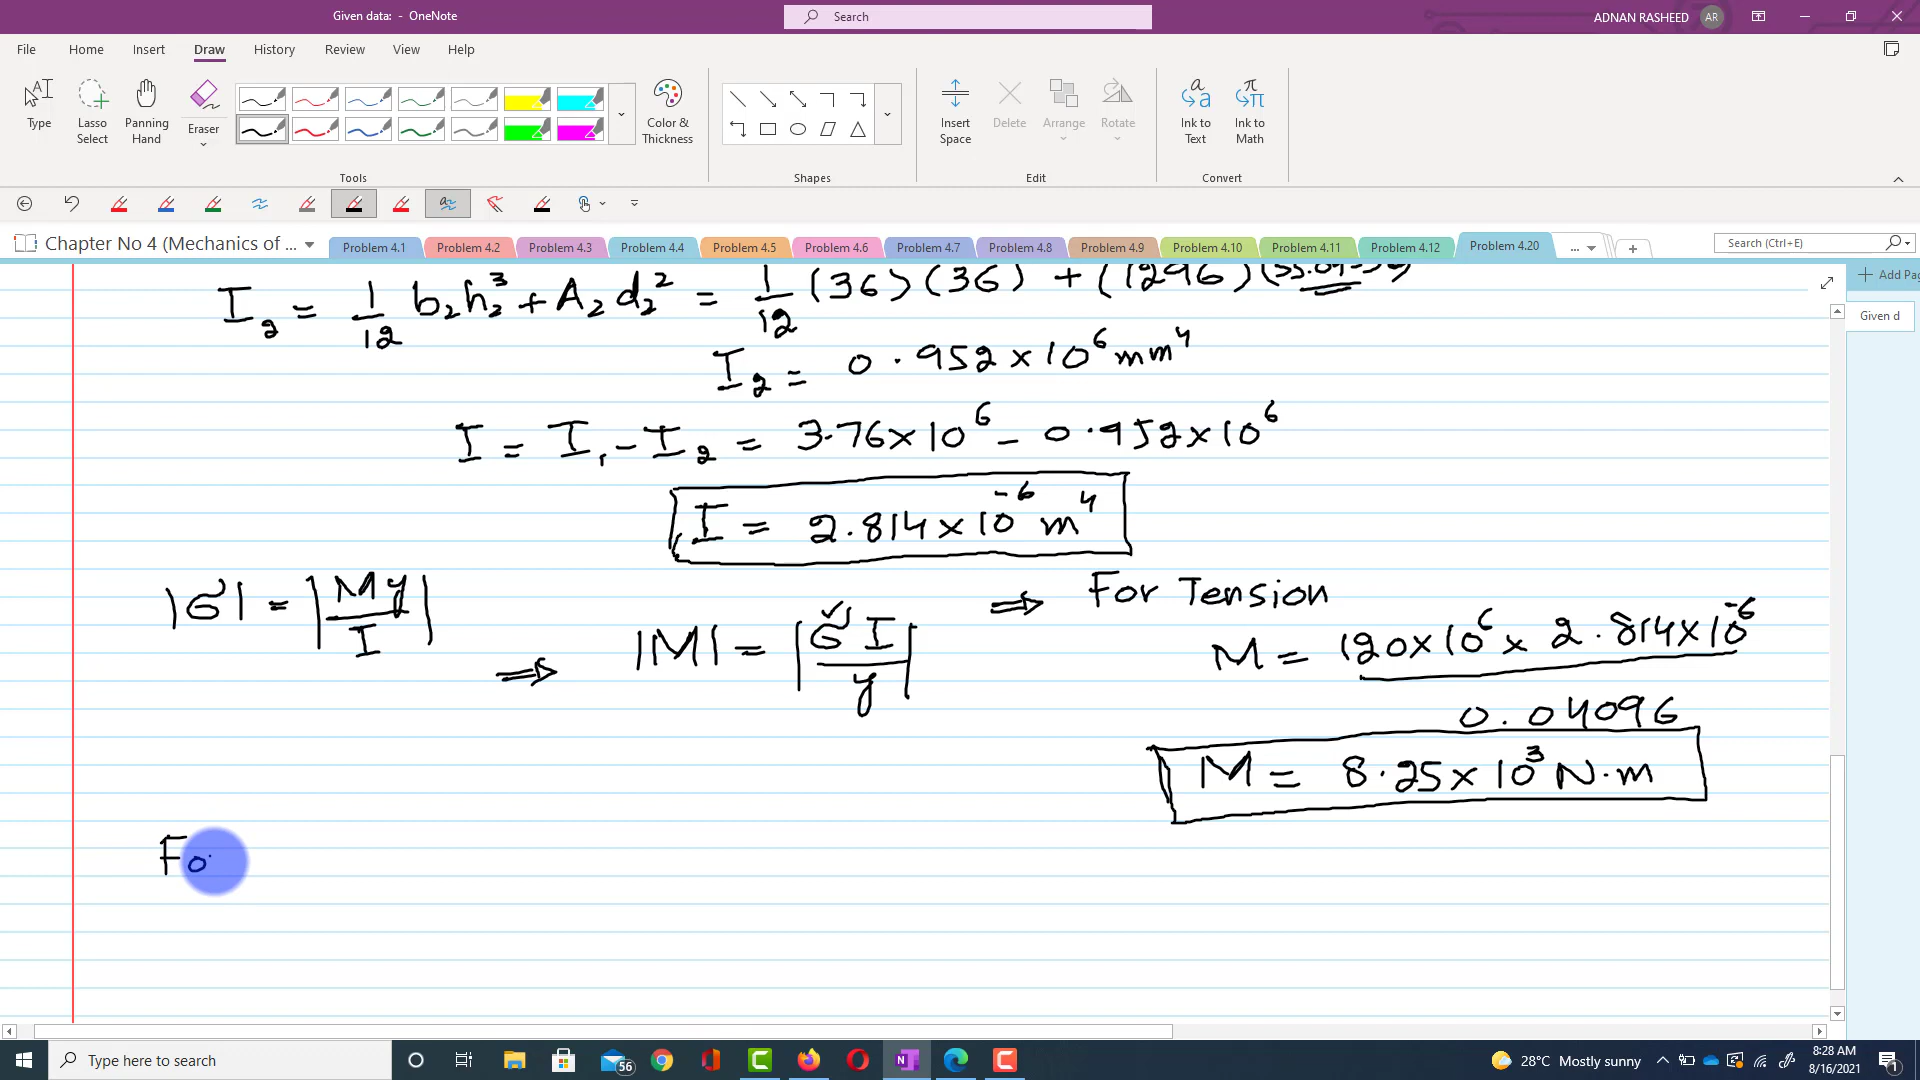 Given data: - OneNote
Search
ADNAN RASHEED AR
File Home Insert Draw History Review View Help
Type Lasso Select Panning Hand Eraser Color & Thickness Insert Space Delete Arrange Rotate Ink to Text Ink to Math
Tools Shapes Edit Convert
Chapter No 4 (Mechanics of ... Problem 4.1 Problem 4.2 Problem 4.3 Problem 4.4 Problem 4.5 Problem 4.6 Problem 4.7 Problem 4.8 Problem 4.9 Problem 4.10 Problem 4.11 Problem 4.12 Problem 4.20 ... Search (Ctrl+E)
Add Pag
Given d
I₂ = 1/12 b₂h₂³ + A₂d₂² = 1/12 (36)(36) + (1296)
I₂ = 0.952×10⁶ mm⁴
I = I₁ - I₂ = 3.76×10⁶ - 0.952×10⁶
I = 2.814×10⁻⁶ m⁴
|σ| = |My/I| ⇒ |M| = |σI/y| ⇒ For Tension
M = 120×10⁶ × 2.814×10⁻⁶
0.04096
M = 8.25×10³ N.m
Fo
Type here to search
56
28°C Mostly sunny
8:28 AM
8/16/2021
1